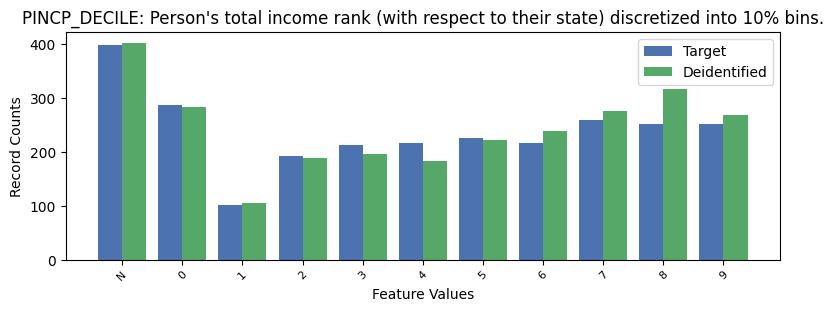 PINCP_DECILE: Person's total income rank (with respect to their state) discretized into 10% bins.
Target
Deidentified
Record Counts
400
300
200
100
0
N 0 1 2 3 4 5 6 7 8 9
Feature Values